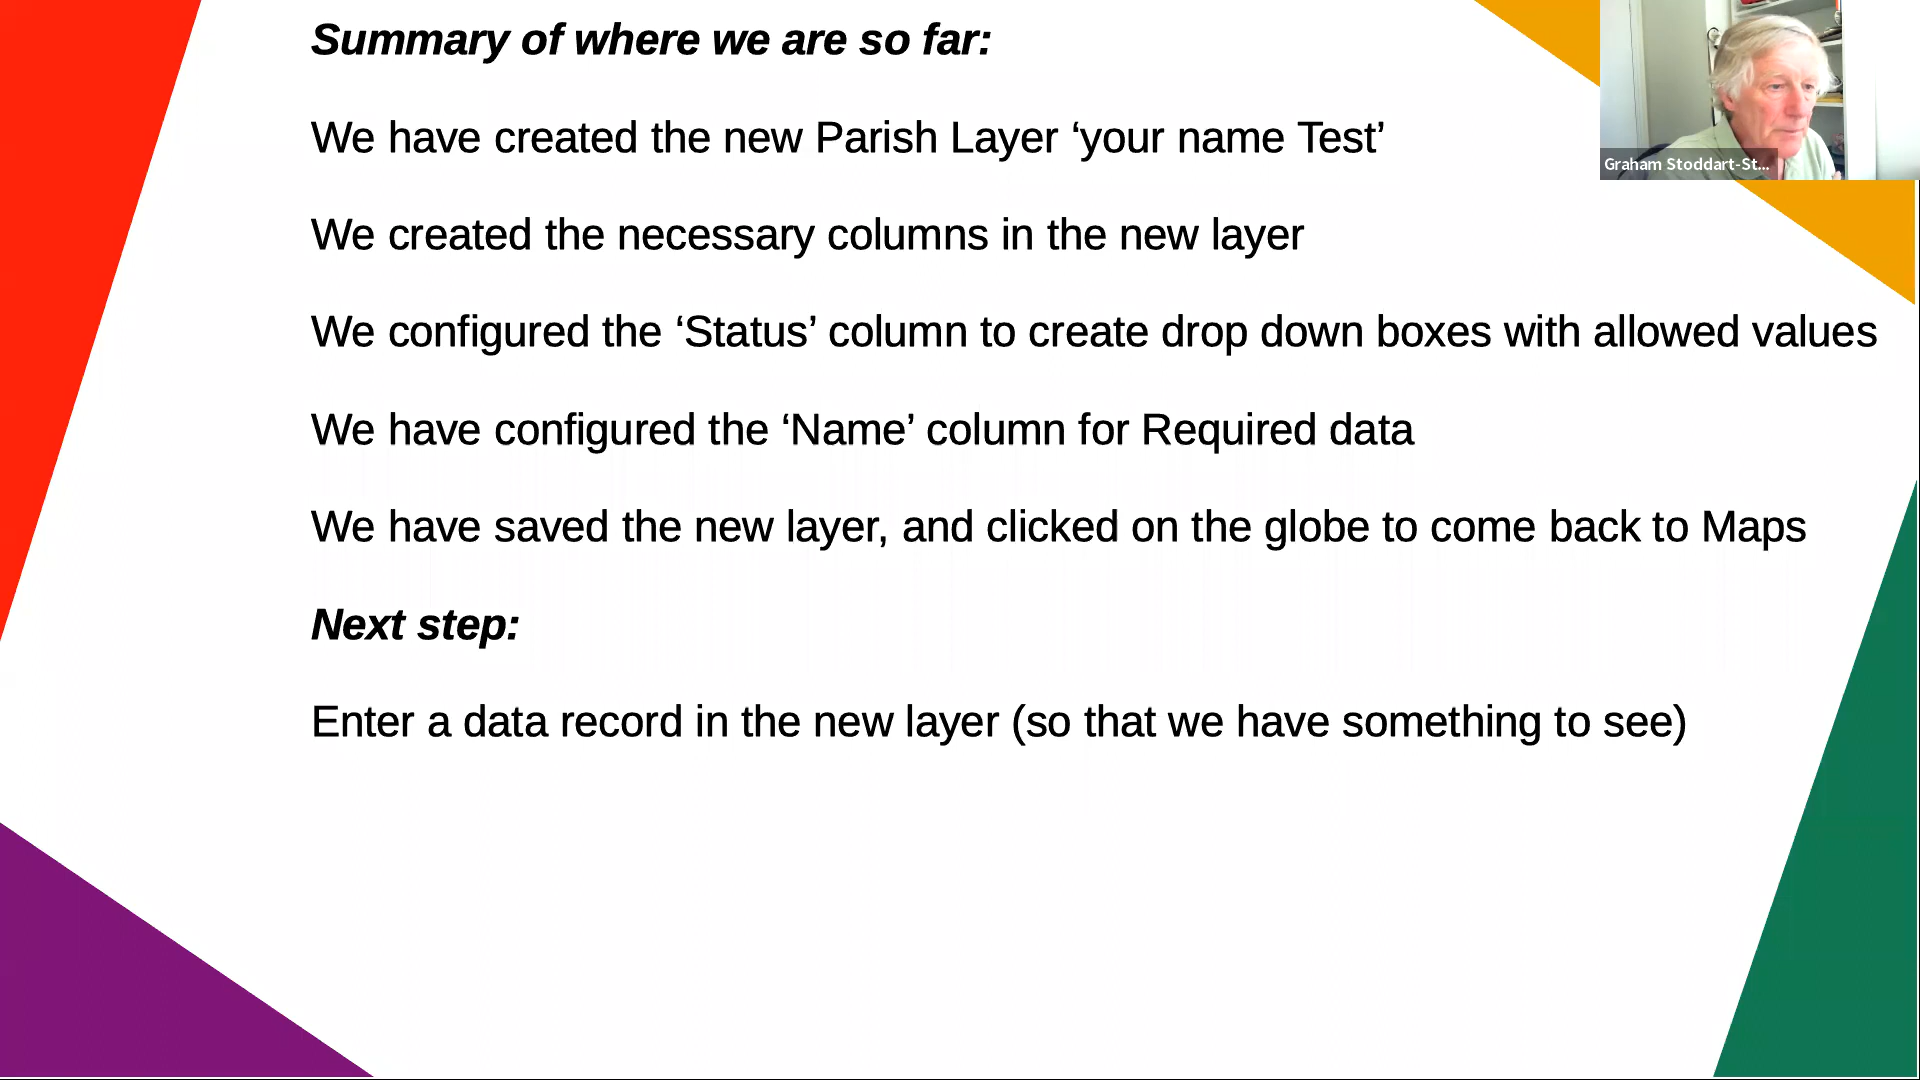 Summary of where we are so far:
We have created the new Parish Layer ‘your name Test’
We created the necessary columns in the new layer
We configured the ‘Status’ column to create drop down boxes with allowed values
We have configured the ‘Name’ column for Required data
We have saved the new layer, and clicked on the globe to come back to Maps
Next step:
Enter a data record in the new layer (so that we have something to see)
Graham Stoddart-St...